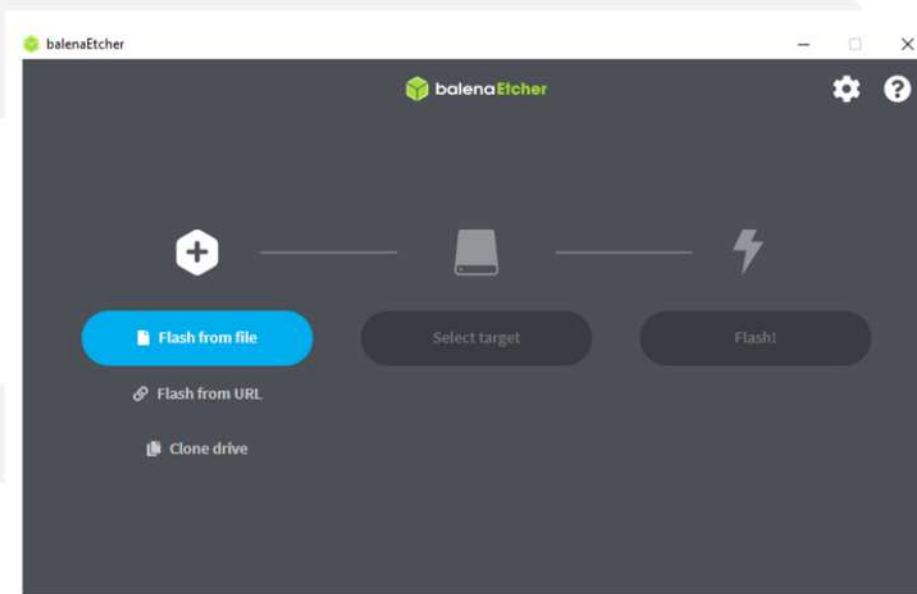 balenaEtcher
balenaEtcher
Flash from file
Select target
Flash!
Flash from URL
Clone drive